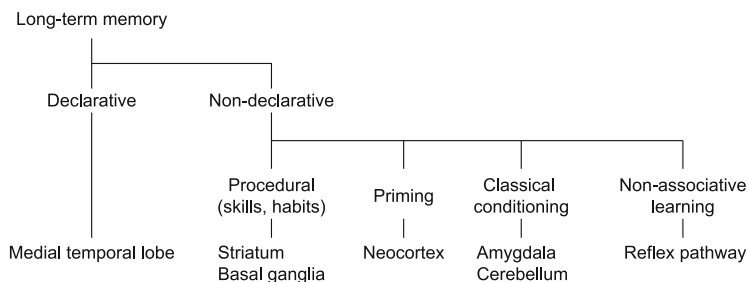 Long-term memory
Declarative
Non-declarative
Procedural
(skills, habits)
Priming
Classical
conditioning
Non-associative
learning
Medial temporal lobe
Striatum
Basal ganglia
Neocortex
Amygdala
Cerebellum
Reflex pathway